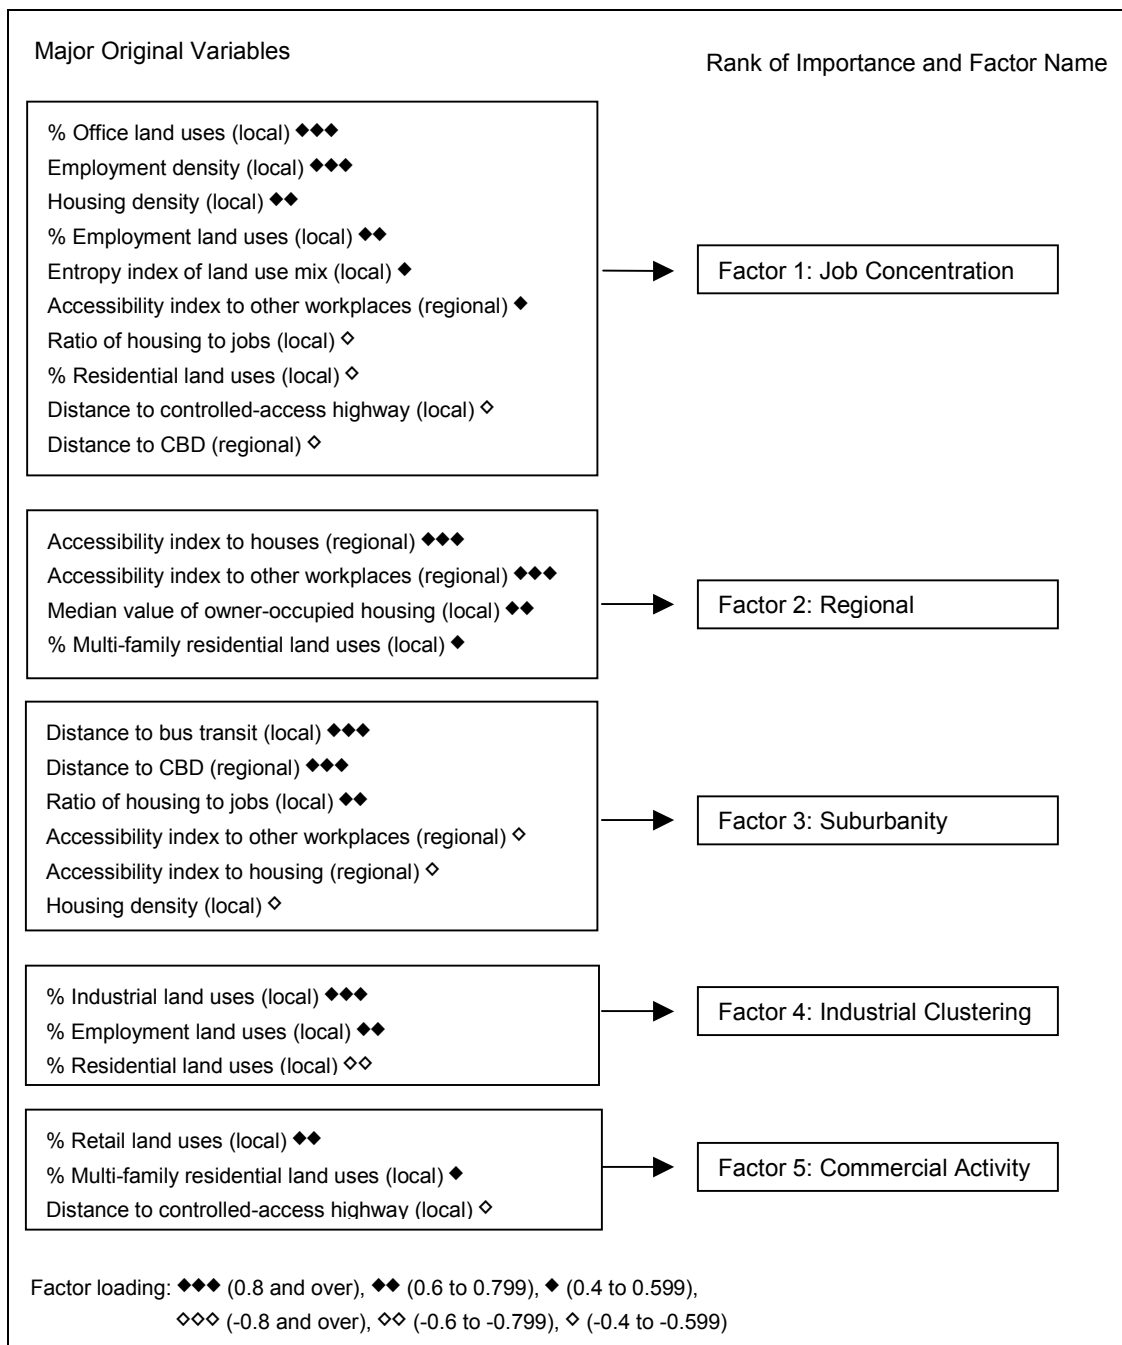 Major Original Variables
Rank of Importance and Factor Name
% Office land uses (local) ◆◆◆
Employment density (local) ◆◆◆
Housing density (local) ◆◆
% Employment land uses (local) ◆◆
Entropy index of land use mix (local) ◆
Accessibility index to other workplaces (regional) ◆
Ratio of housing to jobs (local) ◇
% Residential land uses (local) ◇
Distance to controlled-access highway (local) ◇
Distance to CBD (regional) ◇
Factor 1: Job Concentration
Accessibility index to houses (regional) ◆◆◆
Accessibility index to other workplaces (regional) ◆◆◆
Median value of owner-occupied housing (local) ◆◆
% Multi-family residential land uses (local) ◆
Factor 2: Regional
Distance to bus transit (local) ◆◆◆
Distance to CBD (regional) ◆◆◆
Ratio of housing to jobs (local) ◆◆
Accessibility index to other workplaces (regional) ◇
Accessibility index to housing (regional) ◇
Housing density (local) ◇
Factor 3: Suburbanity
% Industrial land uses (local) ◆◆◆
% Employment land uses (local) ◆◆
% Residential land uses (local) ◇◇
Factor 4: Industrial Clustering
% Retail land uses (local) ◆◆
% Multi-family residential land uses (local) ◆
Distance to controlled-access highway (local) ◇
Factor 5: Commercial Activity
Factor loading: ◆◆◆ (0.8 and over), ◆◆ (0.6 to 0.799), ◆ (0.4 to 0.599),
◇◇◇ (-0.8 and over), ◇◇ (-0.6 to -0.799), ◇ (-0.4 to -0.599)